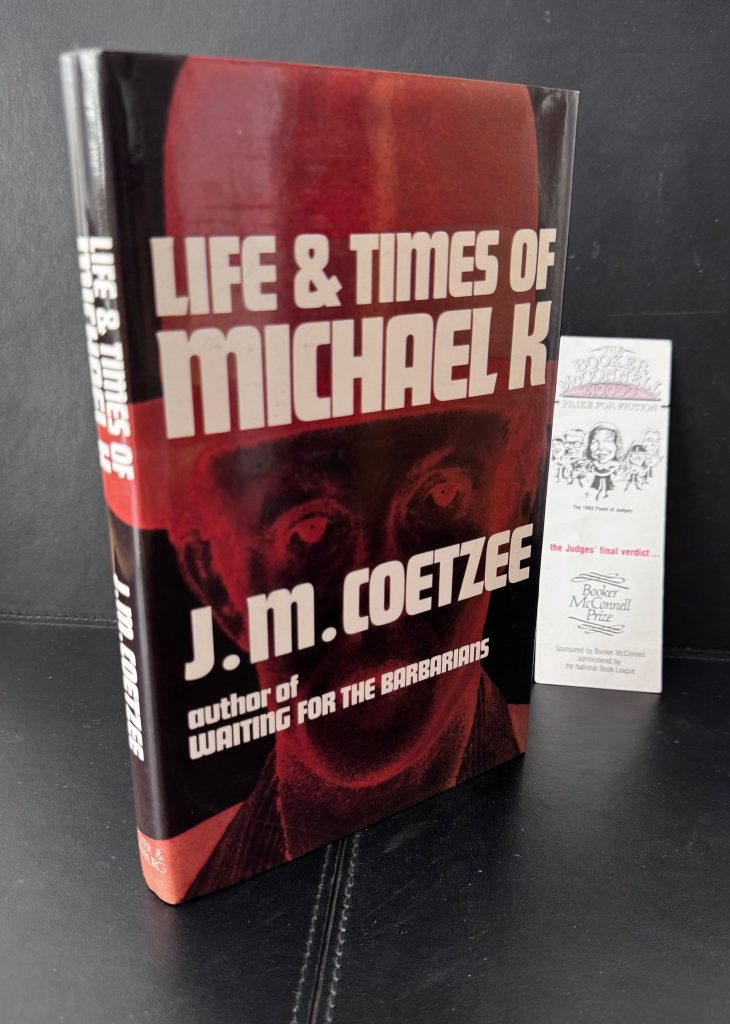 LIFE & TIMES OF
MICHAEL K
J.M. COETZEE
author of
WAITING FOR THE BARBARIANS
LIFE & TIMES OF
MICHAEL K
J.M. COETZEE
THE
BOOKER
McCONNELL
PRIZE FOR FICTION
The 1983 Panel of Judges:
the Judges' final verdict ...
Booker
McConnell
Prize
Sponsored by Booker McConnell
administered by
the National Book League